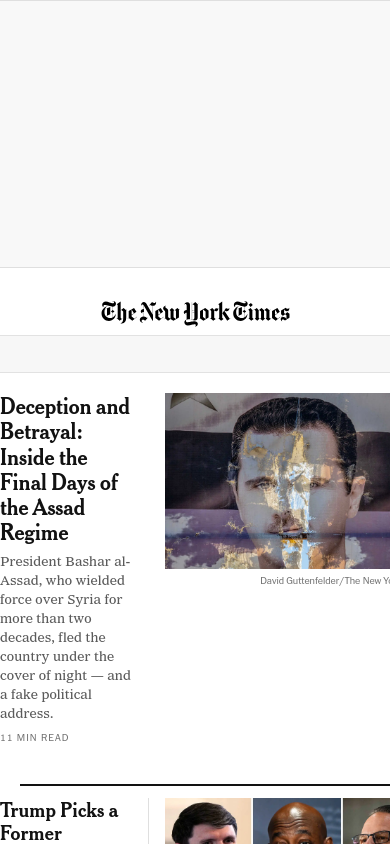 The New York Times
Deception and
Betrayal:
Inside the
Final Days of
the Assad
Regime
President Bashar al-
Assad, who wielded
force over Syria for
more than two
decades, fled the
country under the
cover of night — and
a fake political
address.
11 MIN READ
David Guttenfelder/The New Yo
Trump Picks a
Former